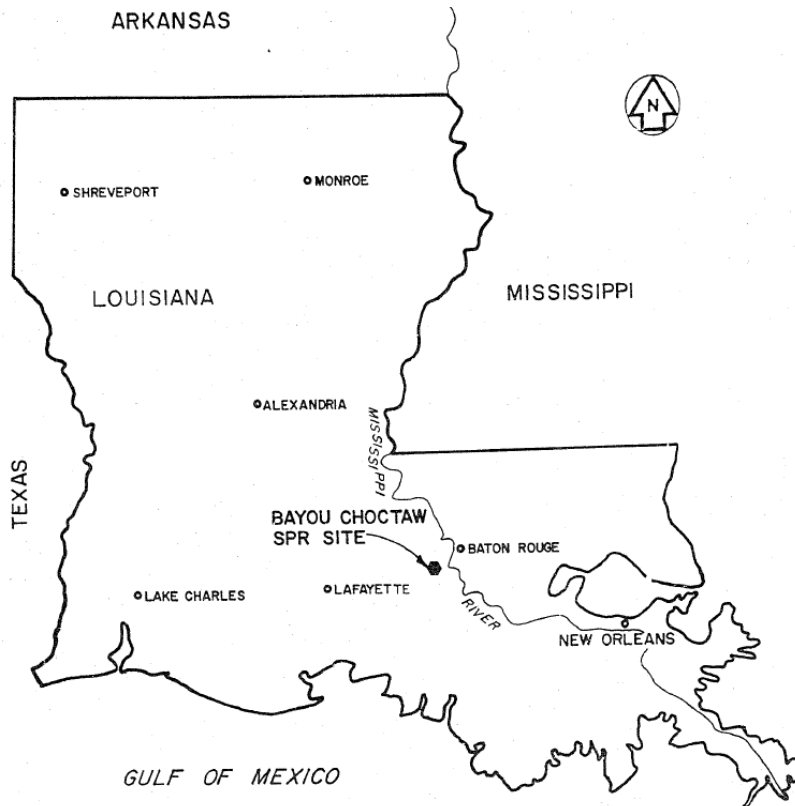 ARKANSAS
N
SHREVEPORT
MONROE
LOUISIANA
MISSISSIPPI
ALEXANDRIA
MISSISSIPPI
TEXAS
BAYOU CHOCTAW
SPR SITE
BATON ROUGE
LAKE CHARLES
LAFAYETTE
RIVER
NEW ORLEANS
GULF OF MEXICO